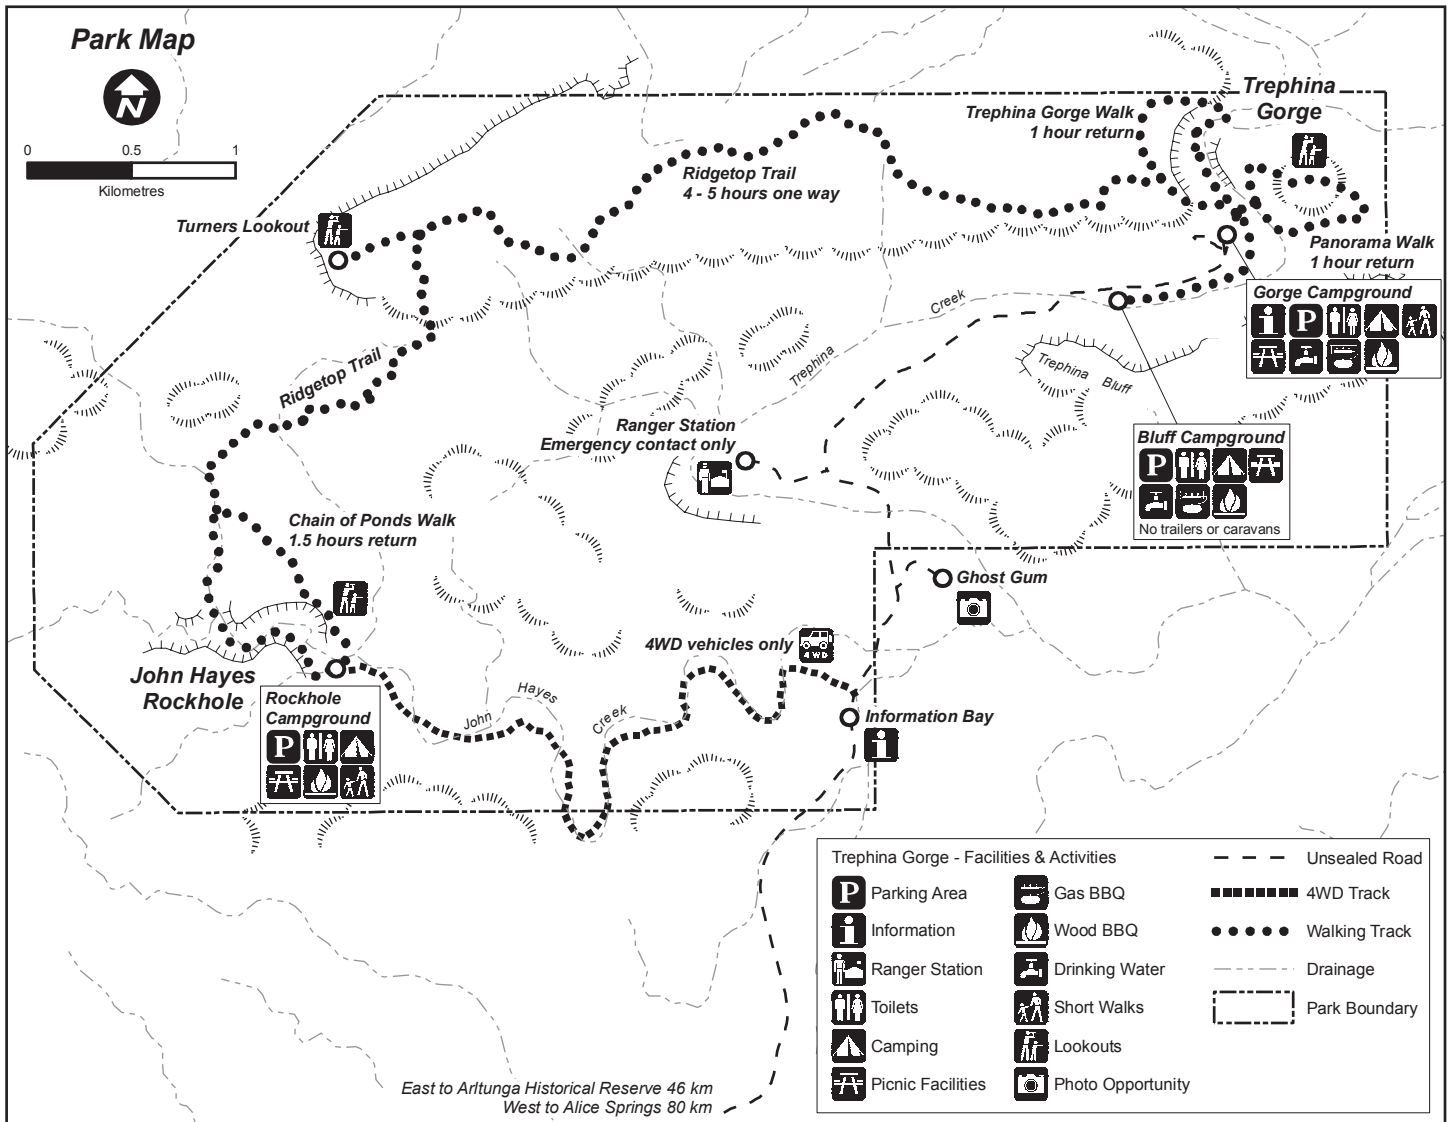 Park Map
N
0 0.5 1
Kilometres
Trephina
Gorge
Trephina Gorge Walk
1 hour return
Ridgetop Trail
4 - 5 hours one way
Turners Lookout
Panorama Walk
1 hour return
Gorge Campground
P
Creek
Trephina
Trephina Bluff
Ridgetop Trail
Ranger Station
Emergency contact only
Bluff Campground
P
No trailers or caravans
Chain of Ponds Walk
1.5 hours return
Ghost Gum
4WD vehicles only
4 WD
John Hayes
Rockhole
Rockhole
Campground
P
John Hayes Creek
Information Bay
Trephina Gorge - Facilities & Activities
P Parking Area
Information
Ranger Station
Toilets
Camping
Picnic Facilities
Gas BBQ
Wood BBQ
Drinking Water
Short Walks
Lookouts
Photo Opportunity
Unsealed Road
4WD Track
Walking Track
Drainage
Park Boundary
East to Arltunga Historical Reserve 46 km
West to Alice Springs 80 km